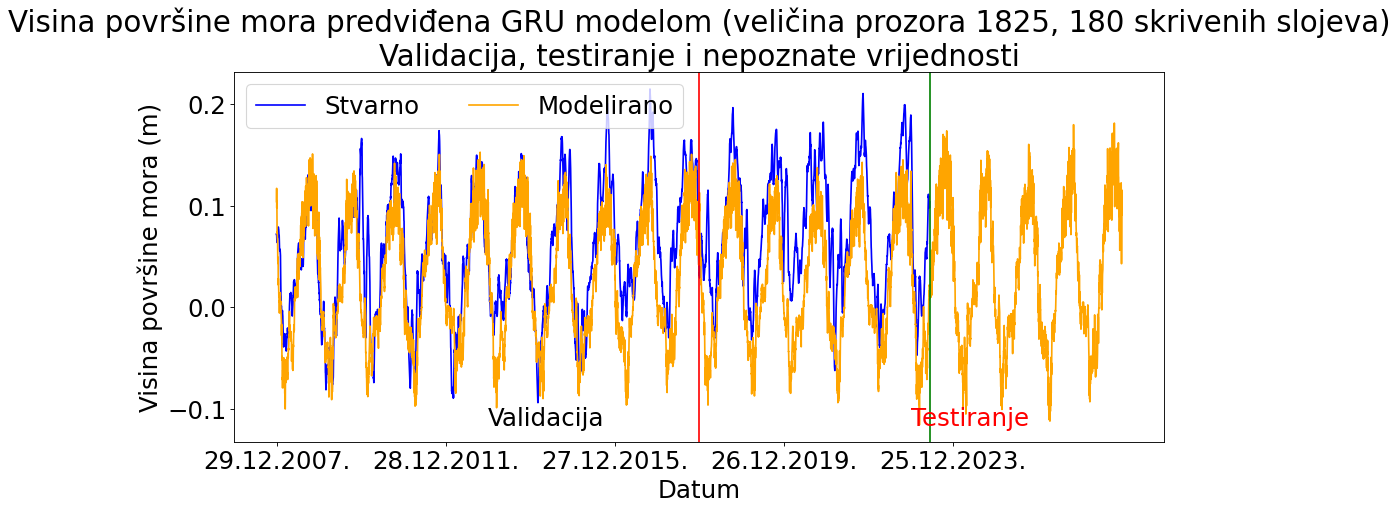 Visina površine mora predviđena GRU modelom (veličina prozora 1825, 180 skrivenih slojeva)
Validacija, testiranje i nepoznate vrijednosti
Stvarno
Modelirano
Visina površine mora (m)
0.2
0.1
0.0
−0.1
Validacija
Testiranje
29.12.2007.
28.12.2011.
27.12.2015.
26.12.2019.
25.12.2023.
Datum